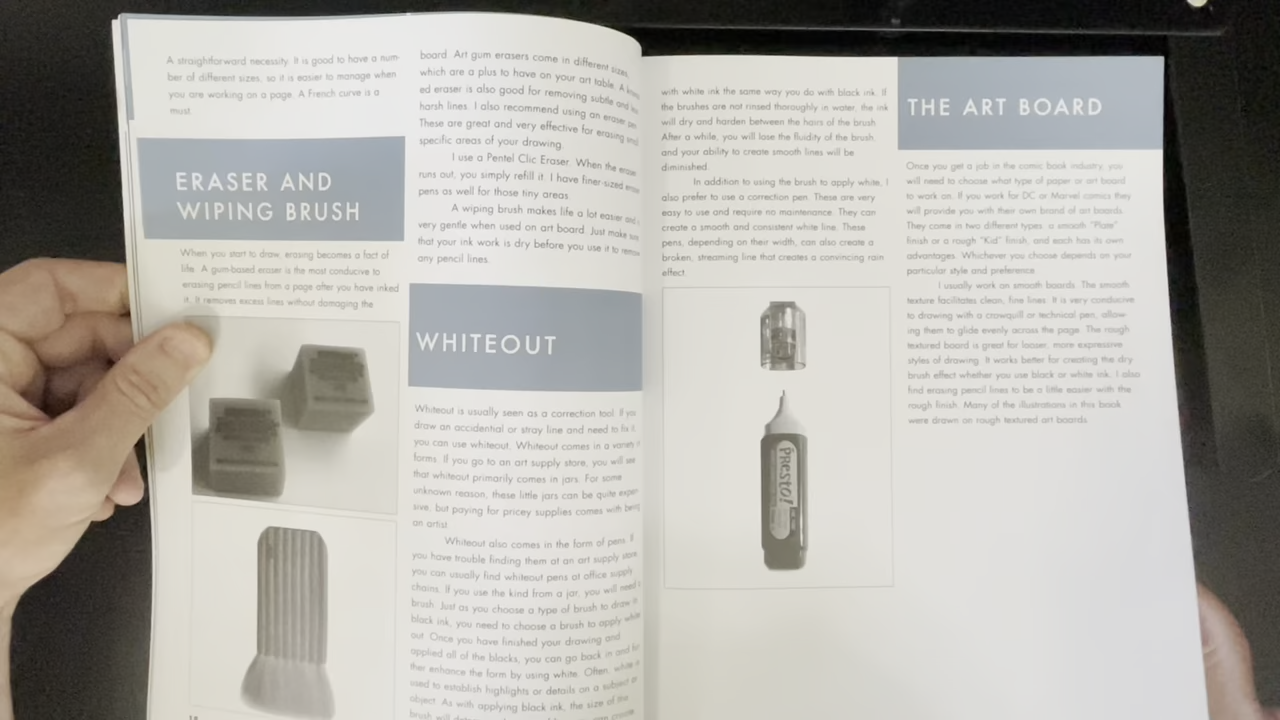 A straightforward necessity. It is good to have a num-
ber of different sizes, so it is easier to manage when
you are working on a page. A French curve is a
must.
ERASER AND
WIPING BRUSH
When you start to draw, erasing becomes a fact of
life. A gum-based eraser is the most conducive to
erasing pencil lines from a page after you have inked
it. It removes excess lines without damaging the
board. Art gum erasers come in different sizes,
which are a plus to have on your art table. A
ed eraser is also good for removing subtle and
harsh lines. I also recommend using an eraser pen.
These are great and very effective for erasing small
specific areas of your drawing.
I use a Pentel Clic Eraser. When the eraser
runs out, you simply refill it. I have finer-sized eraser
pens as well for those tiny areas.
A wiping brush makes life a lot easier and
very gentle when used on art board. Just make sure
that your ink work is dry before you use it to remove
any pencil lines.
WHITEOUT
Whiteout is usually seen as a correction tool. If you
draw an accidential or stray line and need to fix it,
you can use whiteout. Whiteout comes in a variety
forms. If you go to an art supply store, you will see
that whiteout primarily comes in jars. For some
unknown reason, these little jars can be quite expen-
sive, but paying for pricey supplies comes with being
an artist.
Whiteout also comes in the form of pens. If
you have trouble finding them at an art supply store
you can usually find whiteout pens at office supply
chains. If you use the kind from a jar, you will need
brush. Just as you choose a type of brush to draw in
black ink, you need to choose a brush to apply white
out. Once you have finished your drawing and
applied all of the blacks, you can go back in and
ther enhance the form by using white. Often, white is
used to establish highlights or details on a subject or
object. As with applying black ink, the size of the
brush will
18
with white ink the same way you do with black ink. If
the brushes are not rinsed thoroughly in water, the ink
will dry and harden between the hairs of the brush.
After a while, you will lose the fluidity of the brush,
and your ability to create smooth lines will be
diminished.
In addition to using the brush to apply white, I
also prefer to use a correction pen. These are very
easy to use and require no maintenance. They can
create a smooth and consistent white line. These
pens, depending on their width, can also create a
broken, streaming line that creates a convincing rain
effect.
Presto!
THE ART BOARD
Once you get a job in the comic book industry, you
will need to choose what type of paper or art board
to work on. If you work for DC or Marvel comics they
will provide you with their own brand of art boards.
They come in two different types, a smooth "Plate"
finish or a rough "Kid" finish, and each has its own
advantages. Whichever you choose depends on your
particular style and preference.
I usually work on smooth boards. The smooth
texture facilitates clean, fine lines. It is very conducive
to drawing with a crowquill or technical pen, allow-
ing them to glide evenly across the page. The rough
textured board is great for looser, more expressive
styles of drawing. It works better for creating the dry
brush effect whether you use black or white ink. I also
find erasing pencil lines to be a little easier with the
rough finish. Many of the illustrations in this book
were drawn on rough textured art boards.